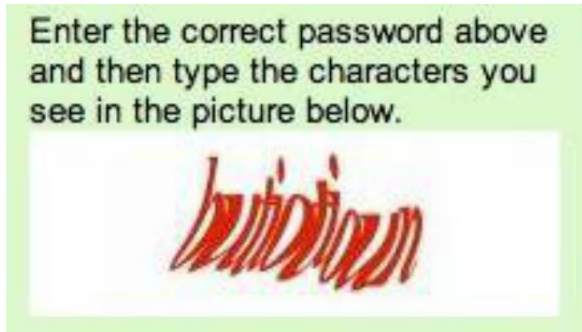 Enter the correct password above
and then type the characters you
see in the picture below.